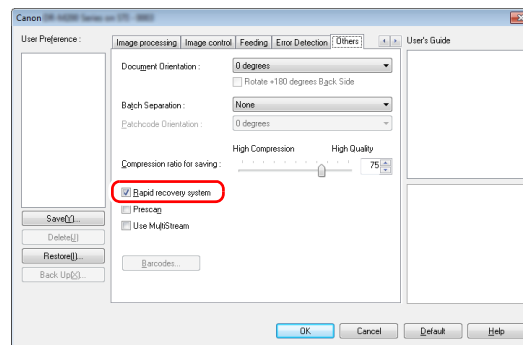 Canon
User Preference :
Save(Y)...
Delete(J)
Restore(I)...
Back Up(X)...
Image processing
Image control
Feeding
Error Detection
Others
Document Orientation :
0 degrees
Rotate +180 degrees Back Side
Batch Separation :
None
Patchcode Orientation :
0 degrees
High Compression
High Quality
Compression ratio for saving :
75
Rapid recovery system
Prescan
Use MultiStream
Barcodes...
User's Guide
OK
Cancel
Default
Help